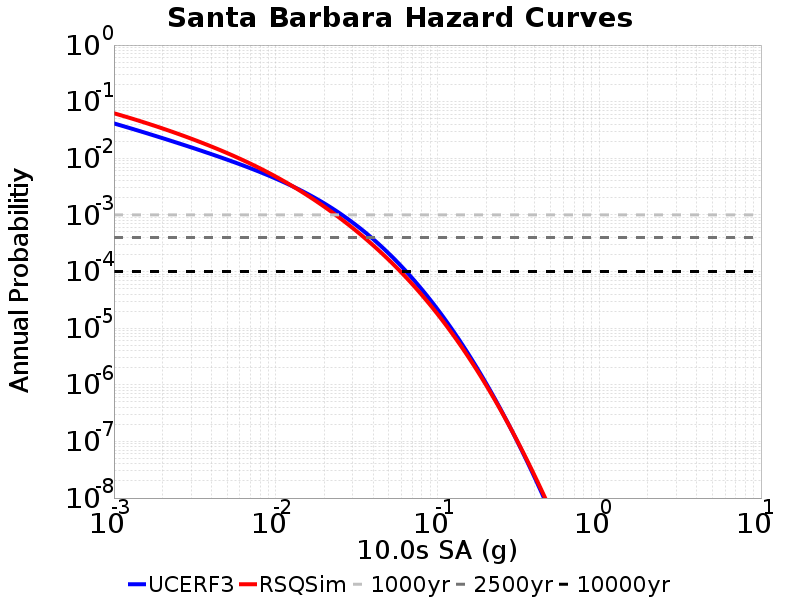 Santa Barbara Hazard Curves
10^0
10^-1
10^-2
10^-3
10^-4
10^-5
10^-6
10^-7
10^-8
Annual Probabilitiy
10^-3 10^-2 10^-1 10^0 10^1
10.0s SA (g)
UCERF3 RSQSim 1000yr 2500yr 10000yr